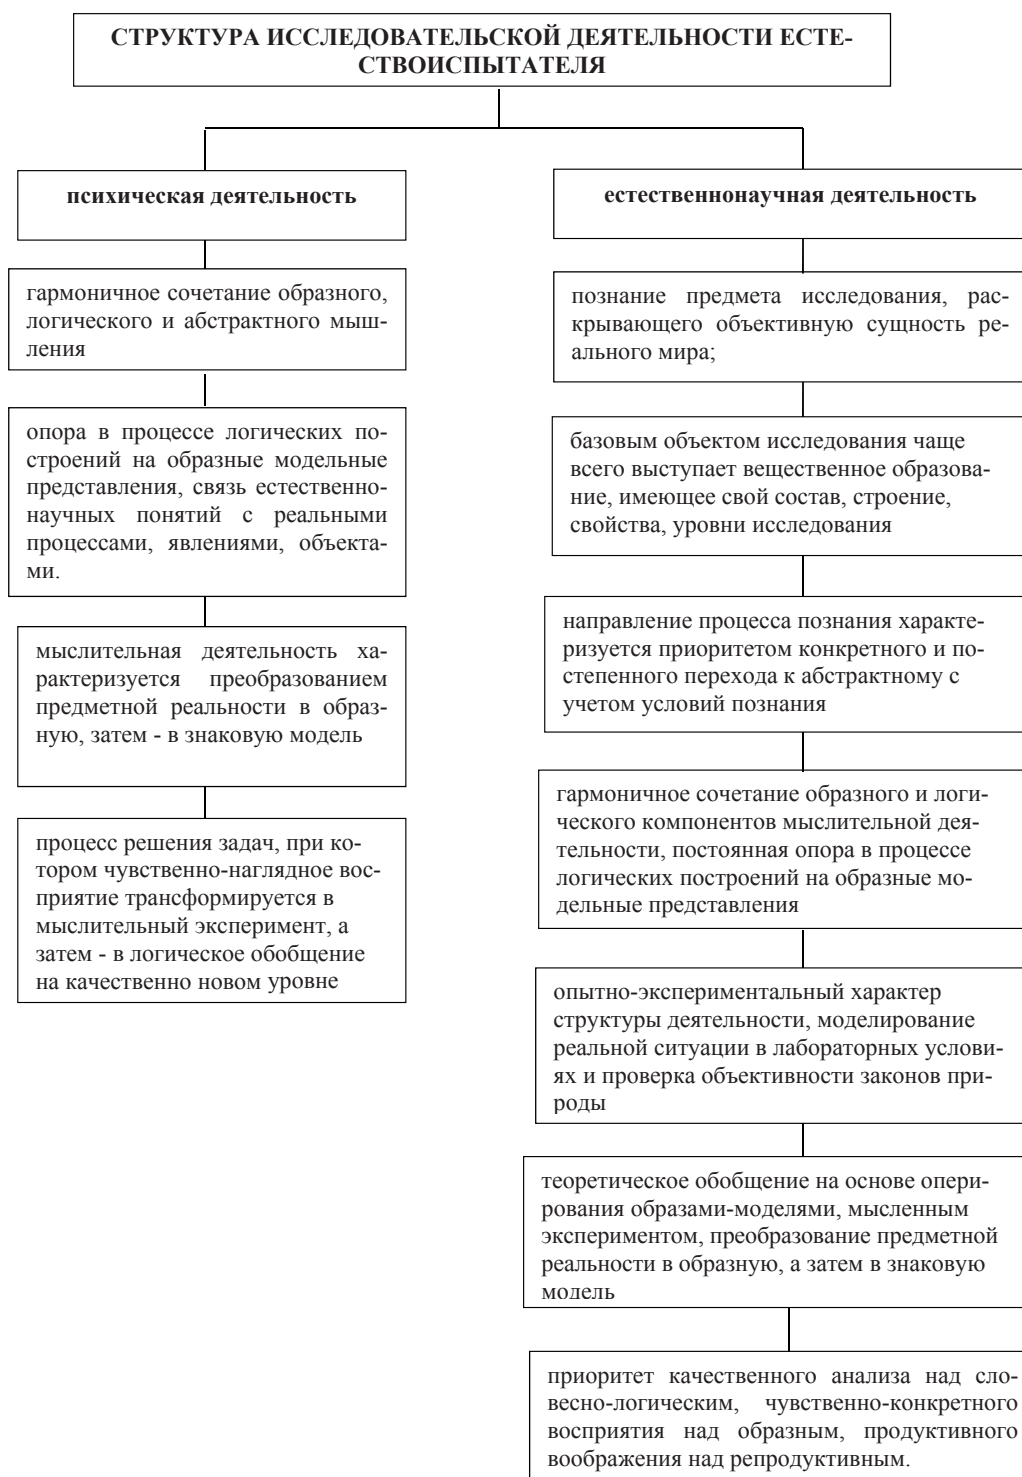 СТРУКТУРА ИССЛЕДОВАТЕЛЬСКОЙ ДЕЯТЕЛЬНОСТИ ЕСТЕ-
СТВОИСПЫТАТЕЛЯ
психическая деятельность
гармоничное сочетание образного,
логического и абстрактного мыш-
ления
опора в процессе логических по-
строений на образные модельные
представления, связь естественно-
научных понятий с реальными
процессами, явлениями, объекта-
ми.
мыслительная деятельность ха-
рактеризуется преобразованием
предметной реальности в образ-
ную, затем - в знаковую модель
процесс решения задач, при ко-
тором чувственно-наглядное вос-
приятие трансформируется в
мыслительный эксперимент, а
затем - в логическое обобщение
на качественно новом уровне
естественнонаучная деятельность
познание предмета исследования, рас-
крывающего объективную сущность ре-
ального мира;
базовым объектом исследования чаще
всего выступает вещественное образова-
ние, имеющее свой состав, строение,
свойства, уровни исследования
направление процесса познания характе-
ризуется приоритетом конкретного и по-
степенного перехода к абстрактному с
учетом условий познания
гармоничное сочетание образного и логи-
ческого компонентов мыслительной дея-
тельности, постоянная опора в процессе
логических построений на образные мо-
дельные представления
опытно-экспериментальный характер
структуры деятельности, моделирование
реальной ситуации в лабораторных услови-
ях и проверка объективности законов при-
роды
теоретическое обобщение на основе опери-
рования образами-моделями, мысленным
экспериментом, преобразование предметной
реальности в образную, а затем в знаковую
модель
приоритет качественного анализа над сло-
весно-логическим, чувственно-конкретного
восприятия над образным, продуктивного
воображения над репродуктивным.